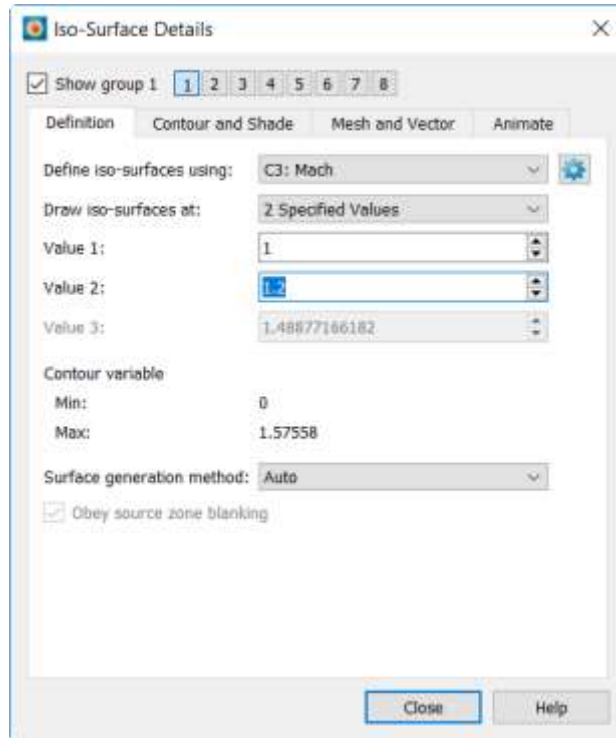 Iso-Surface Details
Show group 1 1 2 3 4 5 6 7 8
Definition Contour and Shade Mesh and Vector Animate
Define iso-surfaces using: C3: Mach
Draw iso-surfaces at: 2 Specified Values
Value 1: 1
Value 2: 1.2
Value 3: 1.48877166182
Contour variable
Min: 0
Max: 1.57558
Surface generation method: Auto
Obey source zone blanking
Close Help